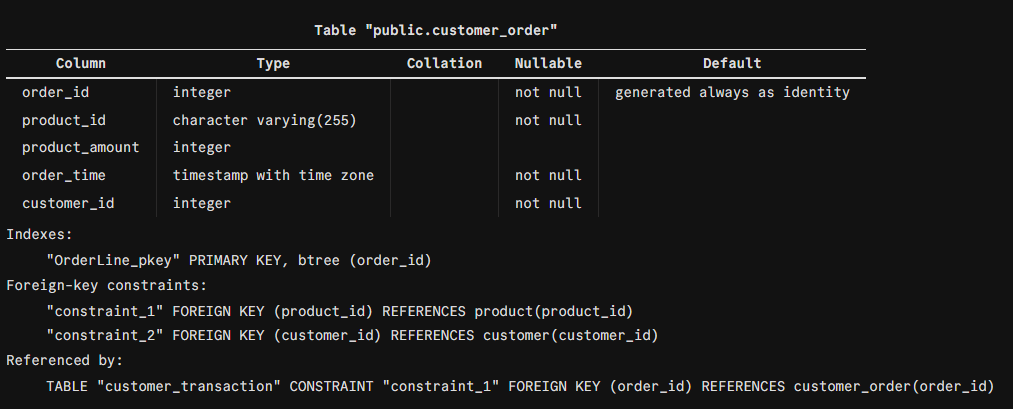 Table "public.customer_order"
Column Type Collation Nullable Default
order_id integer not null generated always as identity
product_id character varying(255) not null
product_amount integer
order_time timestamp with time zone not null
customer_id integer not null
Indexes:
"OrderLine_pkey" PRIMARY KEY, btree (order_id)
Foreign-key constraints:
"constraint_1" FOREIGN KEY (product_id) REFERENCES product(product_id)
"constraint_2" FOREIGN KEY (customer_id) REFERENCES customer(customer_id)
Referenced by:
TABLE "customer_transaction" CONSTRAINT "constraint_1" FOREIGN KEY (order_id) REFERENCES customer_order(order_id)